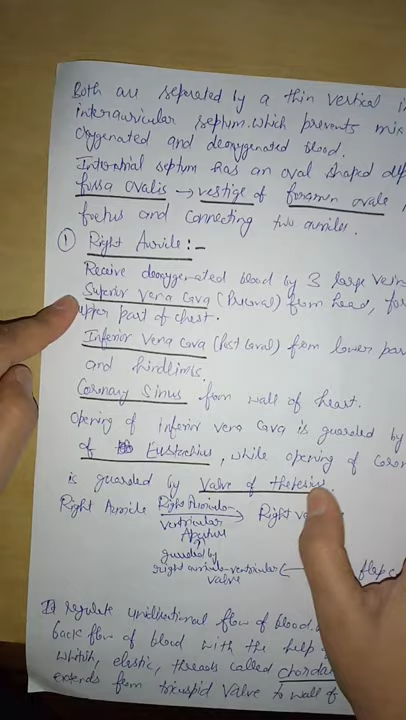 Both are separated by a thin vertical
interauricular septum. which prevents
Oxygenated and deoxygenated blood.
Interatrial septum has an oval shaped
fossa ovalis → vestige of foramen ovale
foetus and connecting two auricles.
① Right Auricle :-
Receive deoxygenated blood by 3 large veins
Superior vena cava (Precaval) from head,
upper part of chest.
Inferior vena cava (Post caval) from lower
and hindlimbs.
Coronary Sinus from wall of heart.
Opening of inferior vena cava is guarded by
of Eustachius, while opening of
is guarded by Valve of
Right Auricle Right Auriculo- → Right
ventricular
Aperture
guarded by
right auriculo-ventricular ←
valve
It regulate unidirectional flow of blood.
back flow of blood with the help
whitish, elastic, threads called
extends from tricuspid valve to wall of